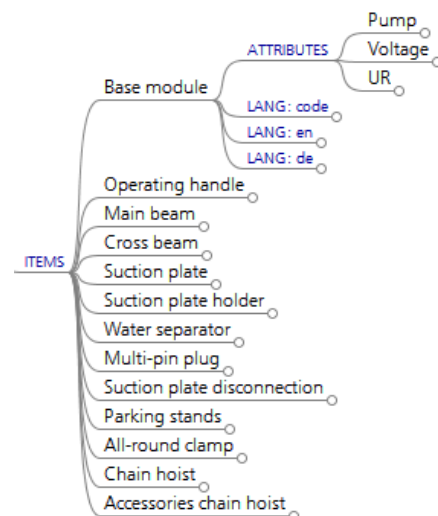 Pump
ATTRIBUTES
Voltage
UR
Base module
LANG: code
LANG: en
LANG: de
Operating handle
Main beam
Cross beam
ITEMS
Suction plate
Suction plate holder
Water separator
Multi-pin plug
Suction plate disconnection
Parking stands
All-round clamp
Chain hoist
Accessories chain hoist